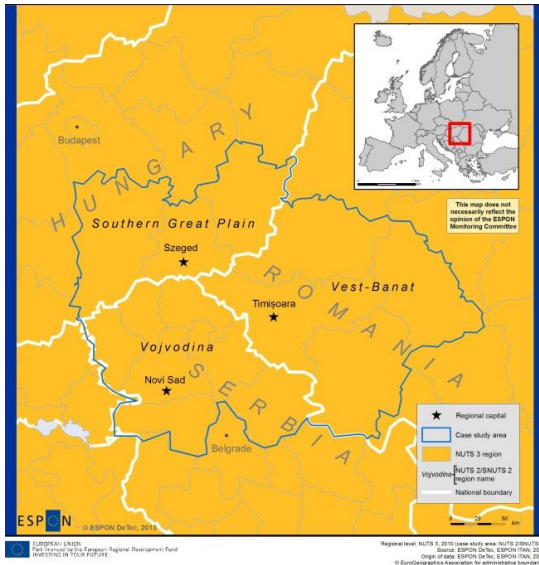 Budapest
HUNGARY
Southern Great Plain
Szeged
This map does not
necessarily reflect the
opinion of the ESPON
Monitoring Committee
ROMANIA
Vest-Banat
Timișoara
Vojvodina
Novi Sad
SERBIA
Belgrade
Regional capital
Case study area
NUTS 3 region
Vojvodina
NUTS 2/SNUTS 2
region name
National boundary
ESPON
© ESPON DeTec, 2013
km
EUROPEAN UNION
Part-financed by the European Regional Development Fund
INVESTING IN YOUR FUTURE
Regional level: NUTS 3, 2010 (case study area: NUTS 2/SNUTS
Source: ESPON DeTec, ESPON ITAN, 20
Origin of data: ESPON DeTec, ESPON ITAN, 20
© EuroGeographics Association for administrative boundar